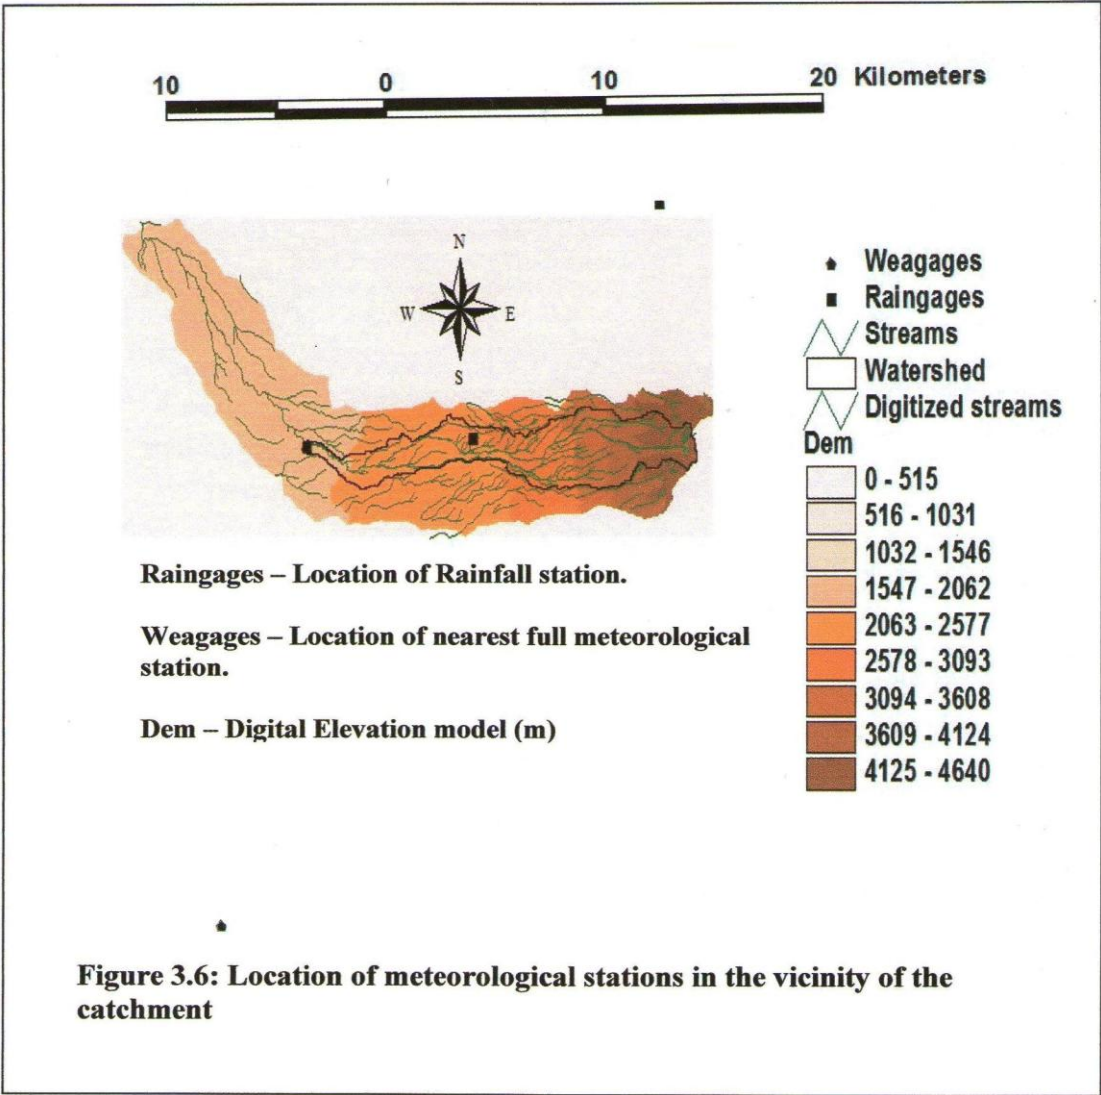 10 0 10 20 Kilometers
N
W E
S
Weagages
Raingages
Streams
Watershed
Digitized streams
Dem
0 - 515
516 - 1031
1032 - 1546
1547 - 2062
2063 - 2577
2578 - 3093
3094 - 3608
3609 - 4124
4125 - 4640
Raingages – Location of Rainfall station.
Weagages – Location of nearest full meteorological
station.
Dem – Digital Elevation model (m)
Figure 3.6: Location of meteorological stations in the vicinity of the
catchment